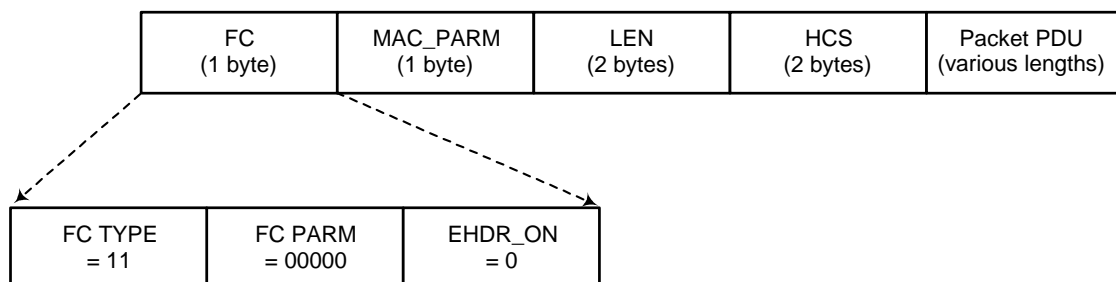 FC
(1 byte)
MAC_PARM
(1 byte)
LEN
(2 bytes)
HCS
(2 bytes)
Packet PDU
(various lengths)
FC TYPE
= 11
FC PARM
= 00000
EHDR_ON
= 0